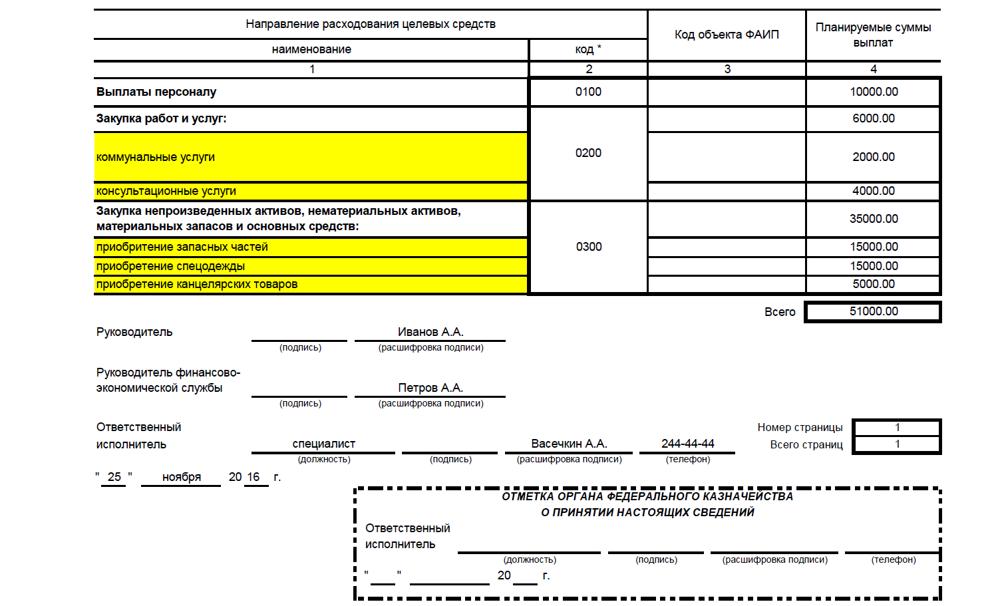 Направление расходования целевых средств
Код объекта ФАИП
Планируемые суммы
выплат
наименование
код *
1 2 3 4
Выплаты персоналу 0100 10000.00
Закупка работ и услуг: 6000.00
0200
коммунальные услуги 2000.00
консультационные услуги 4000.00
Закупка непроизведенных активов, нематериальных активов,
материальных запасов и основных средств:
35000.00
приобритение запасных частей 0300 15000.00
приобретение спецодежды 15000.00
приобретение канцелярских товаров 5000.00
Всего 51000.00
Руководитель Иванов А.А.
(подпись) (расшифровка подписи)
Руководитель финансово-
экономической службы Петров А.А.
(подпись) (расшифровка подписи)
Ответственный
исполнитель специалист Васечкин А.А. 244-44-44
(должность) (подпись) (расшифровка подписи) (телефон)
Номер страницы 1
Всего страниц 1
" 25 " ноября 20 16 г.
ОТМЕТКА ОРГАНА ФЕДЕРАЛЬНОГО КАЗНАЧЕЙСТВА
О ПРИНЯТИИ НАСТОЯЩИХ СВЕДЕНИЙ
Ответственный
исполнитель
(должность) (подпись) (расшифровка подписи) (телефон)
" " 20 г.